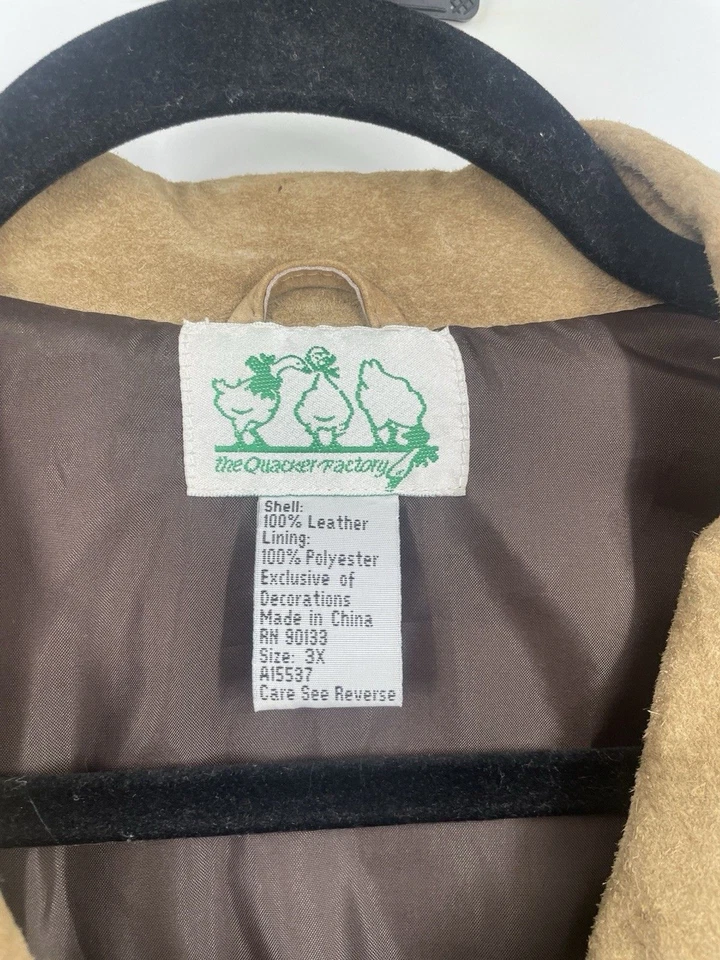 the Quacker Factory
Shell:
100% Leather
Lining:
100% Polyester
Exclusive of
Decorations
Made in China
RN 90133
Size: 3X
A15537
Care See Reverse